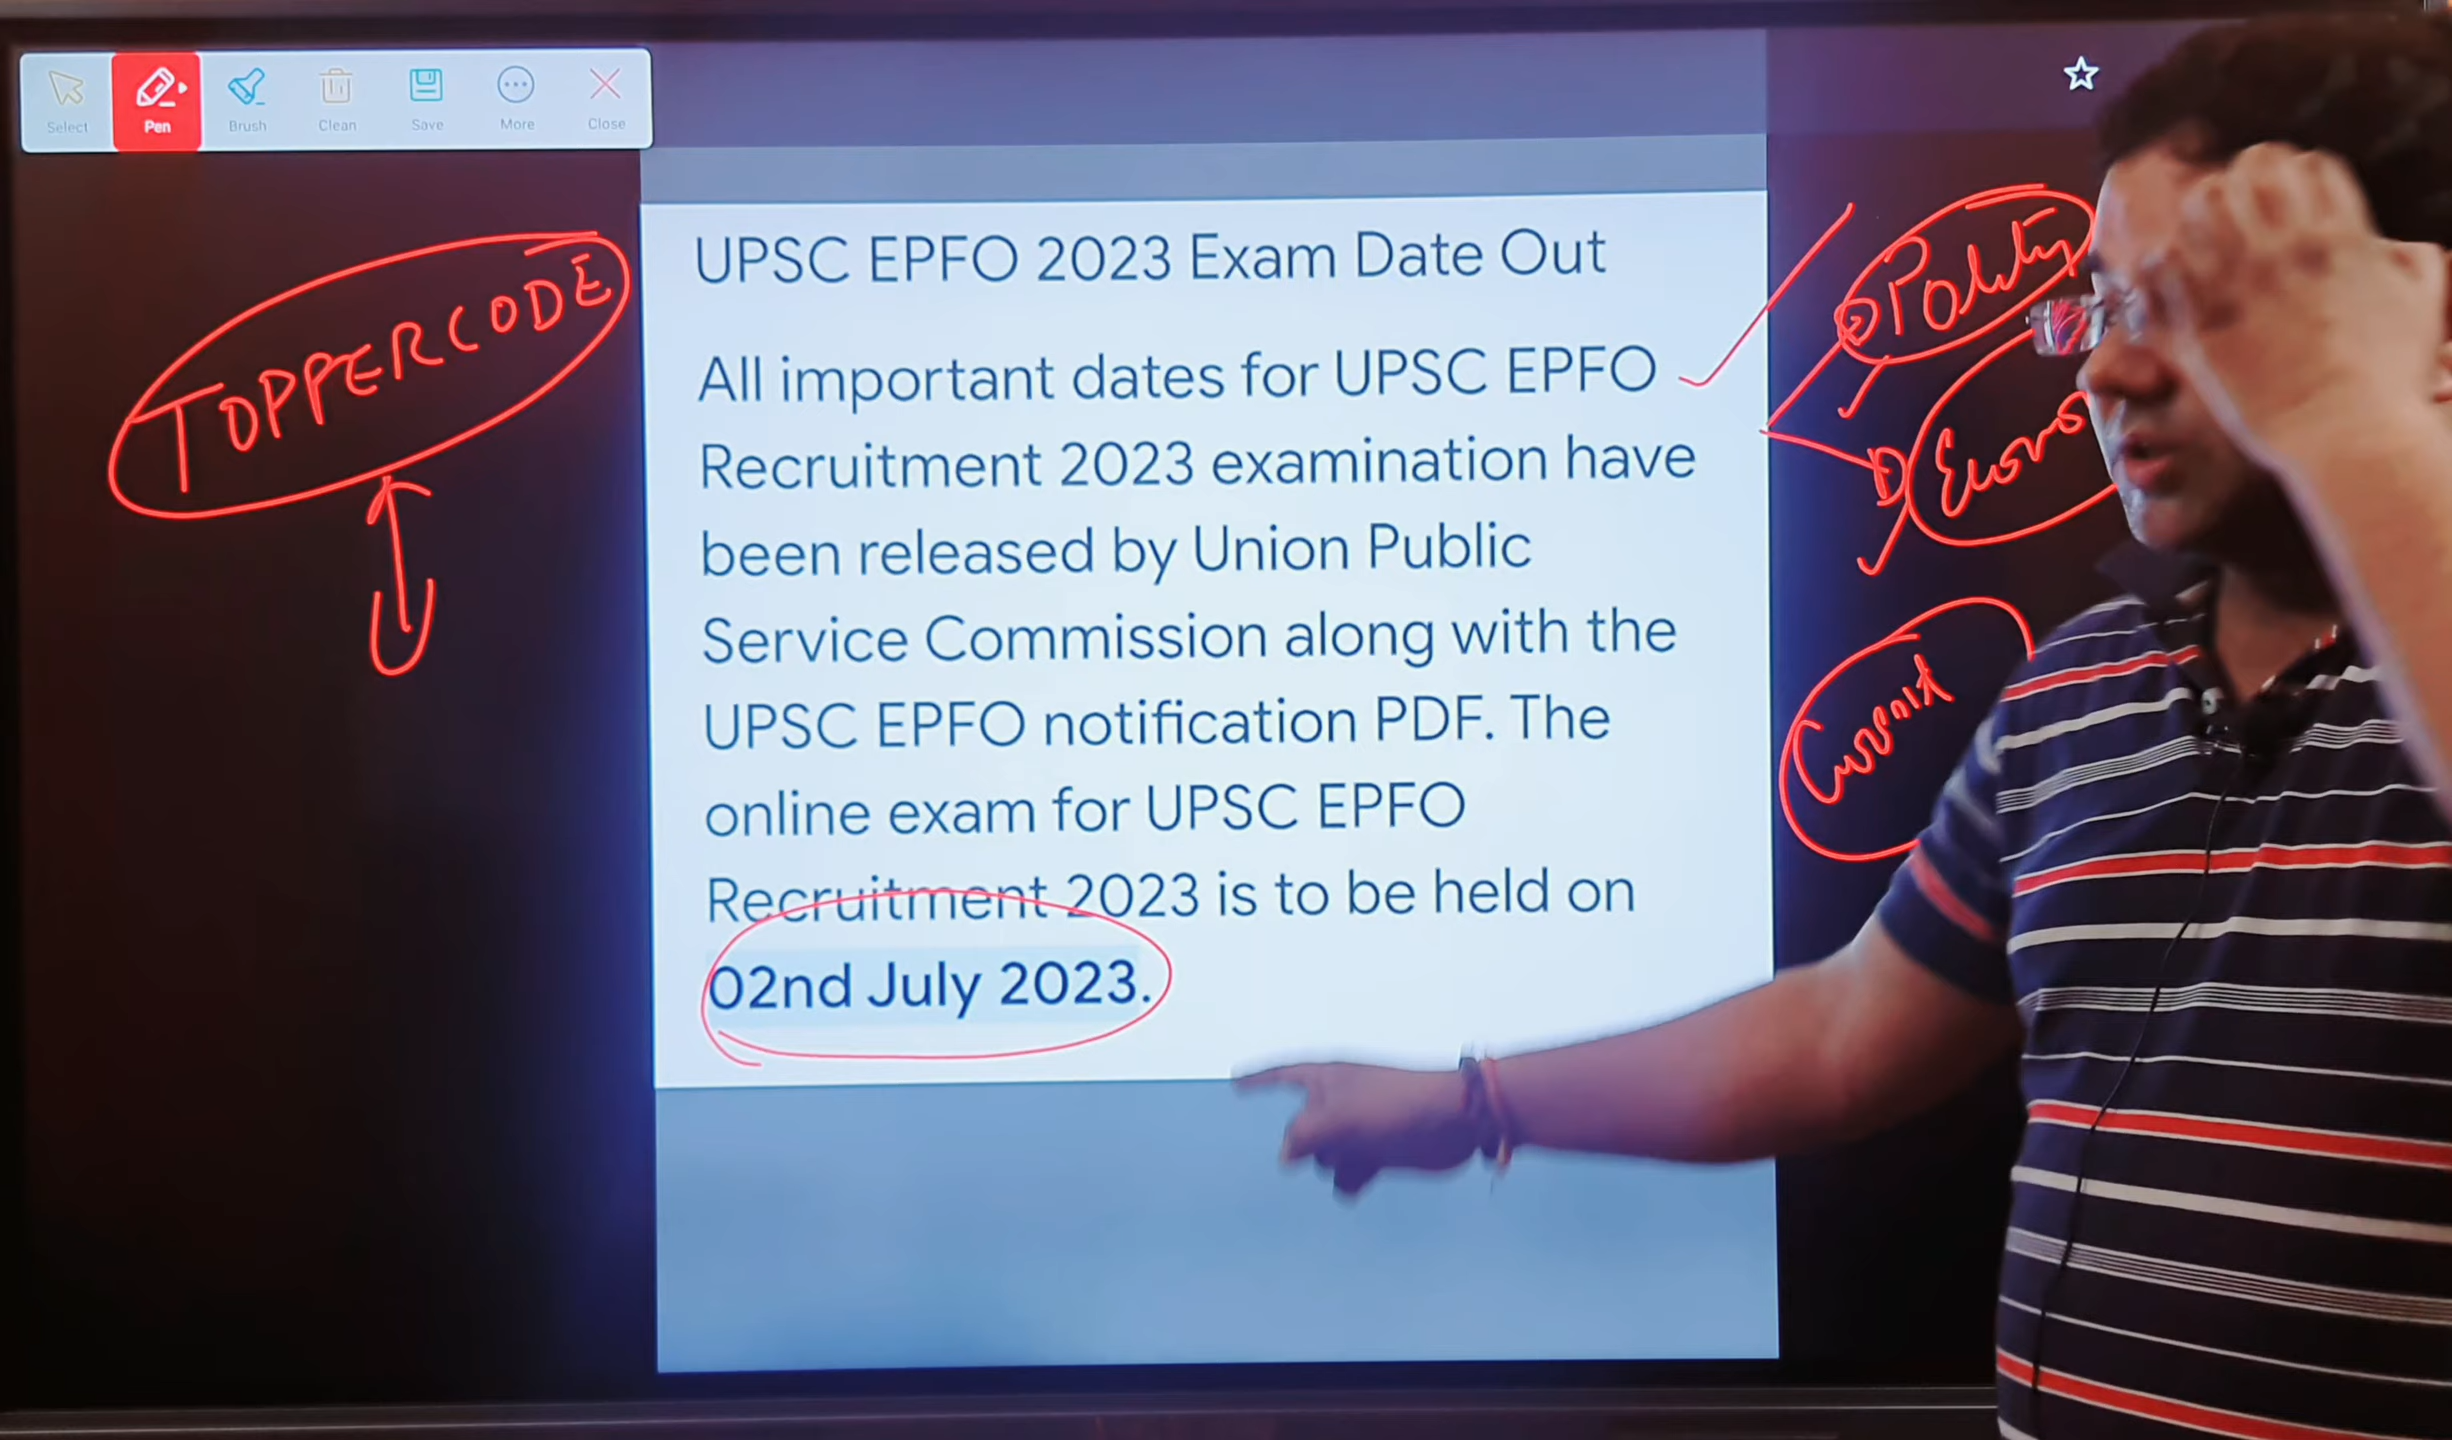 Select Pen Brush Clean Save More Close
TOPPERCODE
UPSC EPFO 2023 Exam Date Out
All important dates for UPSC EPFO
Recruitment 2023 examination have
been released by Union Public
Service Commission along with the
UPSC EPFO notification PDF. The
online exam for UPSC EPFO
Recruitment 2023 is to be held on
02nd July 2023.
Polity